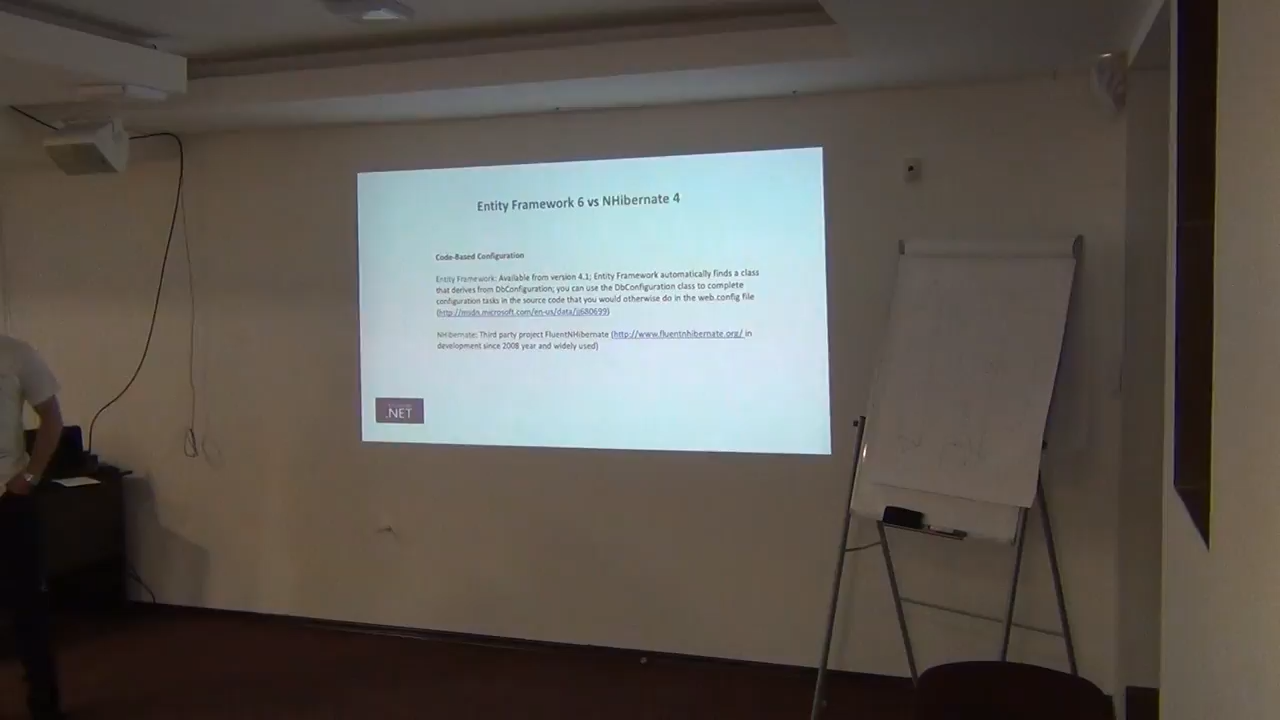 Entity Framework 6 vs NHibernate 4
Code-Based Configuration
Entity Framework: Available from version 4.1; Entity Framework automatically finds a class
that derives from DbConfiguration; you can use the DbConfiguration class to complete
configuration tasks in the source code that you would otherwise do in the web.config file
(http://msdn.microsoft.com/en-us/data/jj680699)
NHibernate: Third party project FluentNHibernate (http://www.fluentnhibernate.org/ in
development since 2008 year and widely used)
.NET